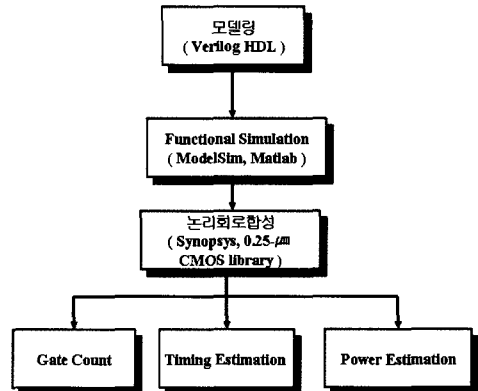 모델링
( Verilog HDL )
Functional Simulation
( ModelSim, Matlab )
논리회로합성
( Synopsys, 0.25-㎛
CMOS library )
Gate Count
Timing Estimation
Power Estimation